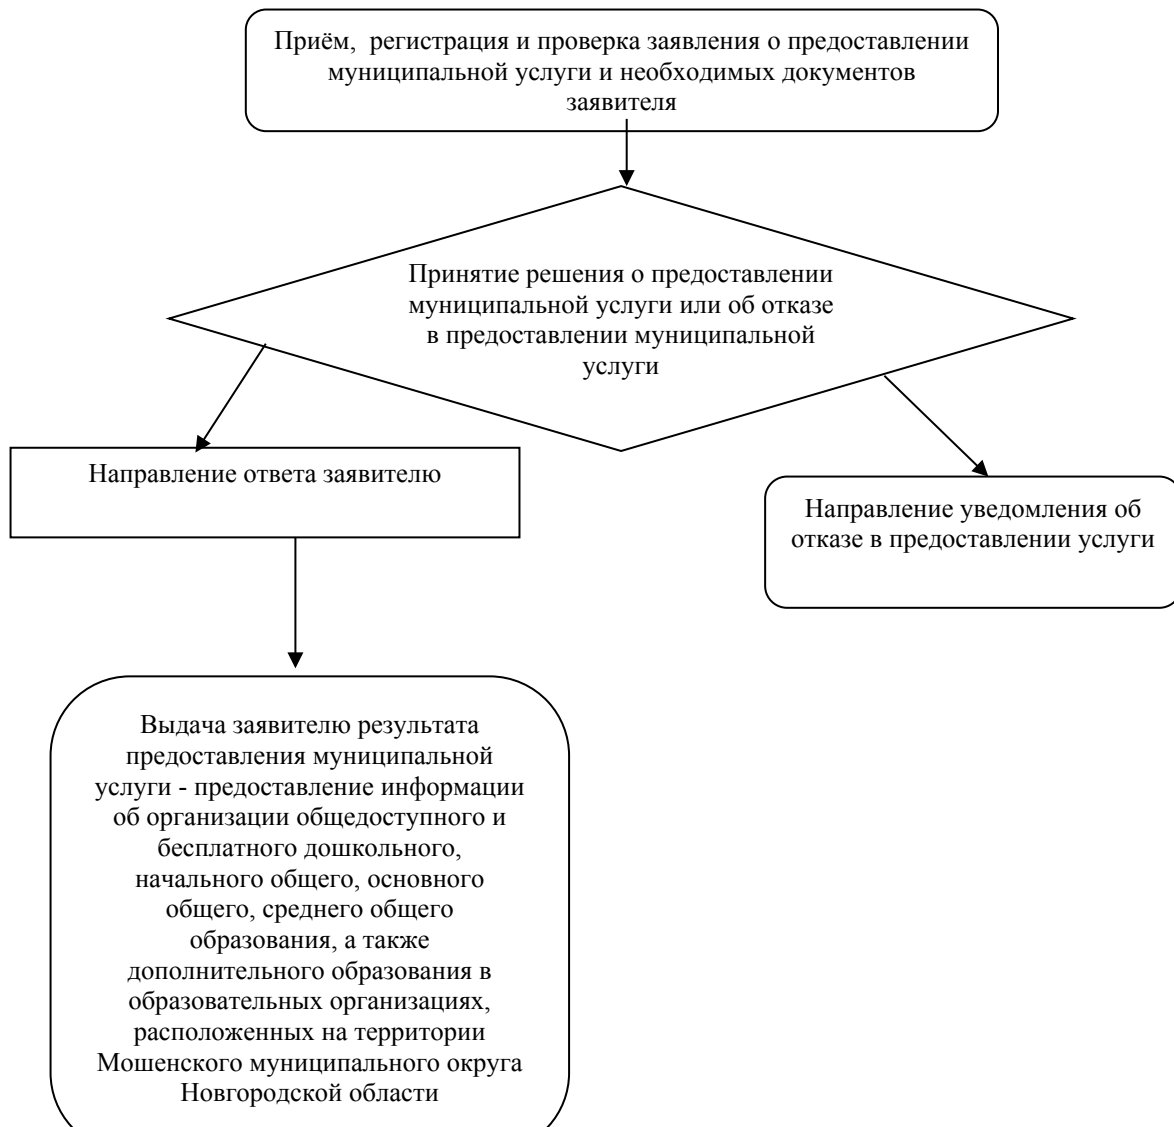 Приём, регистрация и проверка заявления о предоставлении
муниципальной услуги и необходимых документов
заявителя
Принятие решения о предоставлении
муниципальной услуги или об отказе
в предоставлении муниципальной
услуги
Направление ответа заявителю
Направление уведомления об
отказе в предоставлении услуги
Выдача заявителю результата
предоставления муниципальной
услуги - предоставление информации
об организации общедоступного и
бесплатного дошкольного,
начального общего, основного
общего, среднего общего
образования, а также
дополнительного образования в
образовательных организациях,
расположенных на территории
Мошенского муниципального округа
Новгородской области